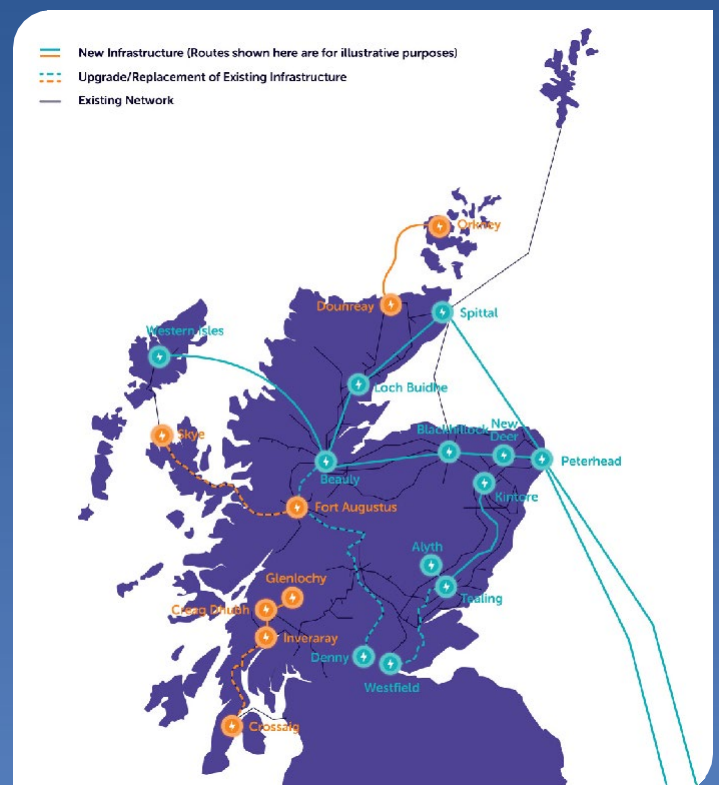 New Infrastructure (Routes shown here are for illustrative purposes)
Upgrade/Replacement of Existing Infrastructure
Existing Network
Orkney
Dounreay
Spittal
Western Isles
Loch Buidhe
Skye
Blackhillock
New
Deer
Peterhead
Beauly
Kintore
Fort Augustus
Alyth
Glenlochy
Tealing
Creag Dhubh
Inveraray
Denny
Westfield
Crossaig